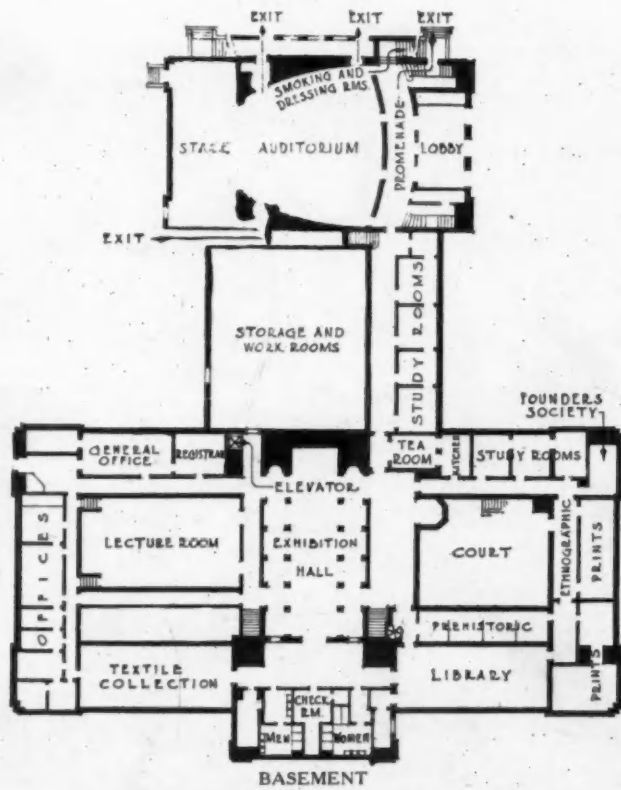 EXIT
EXIT
EXIT
SMOKING AND
DRESSING RMS.
STAGE
AUDITORIUM
PROMENADE
LOBBY
EXIT
STORAGE AND
WORK ROOMS
STUDY ROOMS
FOUNDERS
SOCIETY
GENERAL
OFFICE
REGISTRAR
TEA
ROOM
KITCHEN
STUDY ROOMS
ELEVATOR
OFFICES
LECTURE ROOM
EXHIBITION
HALL
COURT
ETHNOGRAPHIC
PRINTS
PREHISTORIC
TEXTILE
COLLECTION
LIBRARY
PRINTS
CHECK
RM.
MEN
WOMEN
BASEMENT